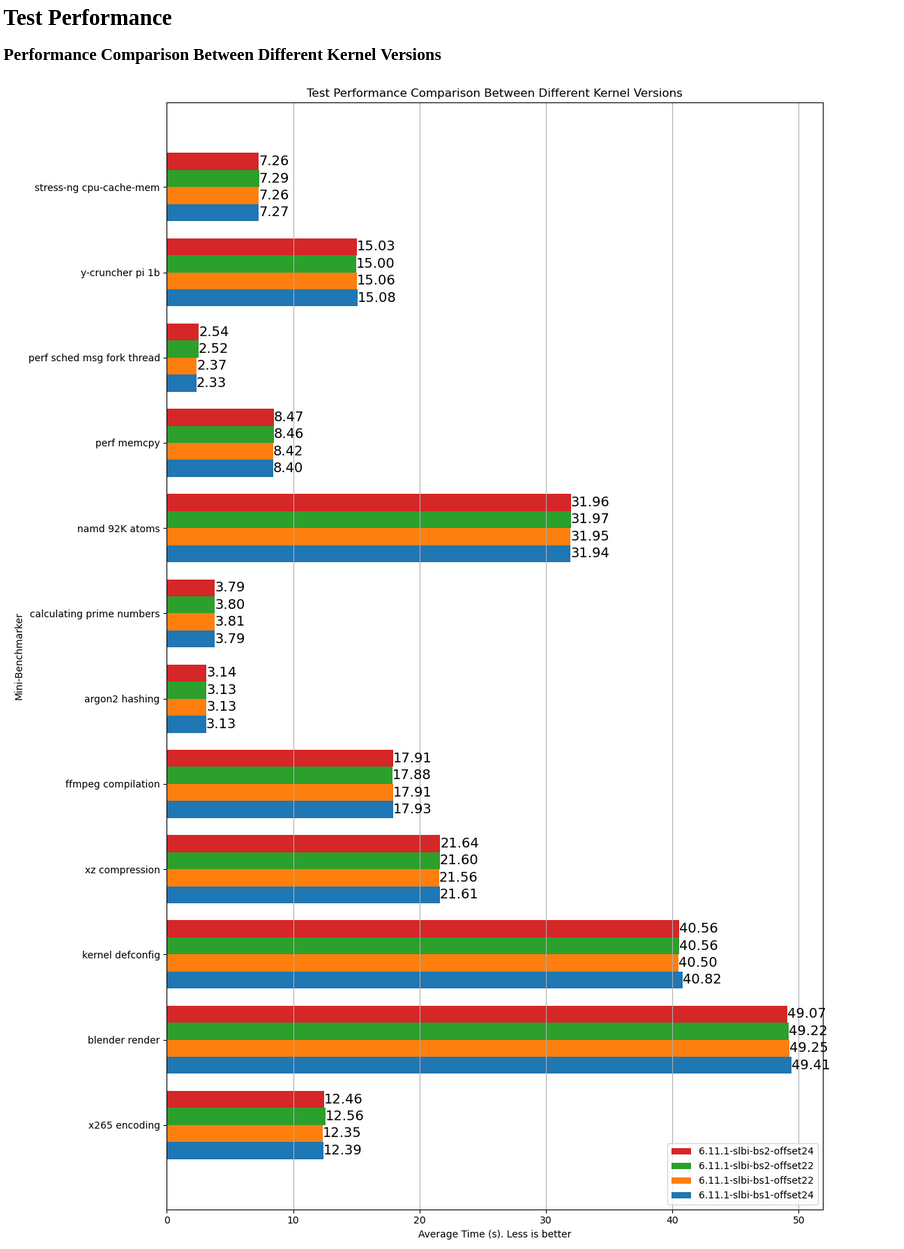 Test Performance
Performance Comparison Between Different Kernel Versions
Test Performance Comparison Between Different Kernel Versions
7.26
7.29
stress-ng cpu-cache-mem
7.26
7.27
15.03
15.00
y-cruncher pi 1b
15.06
15.08
2.54
2.52
perf sched msg fork thread
2.37
2.33
8.47
8.46
perf memcpy
8.42
8.40
31.96
31.97
namd 92K atoms
31.95
31.94
3.79
3.80
calculating prime numbers
3.81
3.79
Mini-Benchmarker
3.14
3.13
argon2 hashing
3.13
3.13
17.91
17.88
ffmpeg compilation
17.91
17.93
21.64
21.60
xz compression
21.56
21.61
40.56
40.56
kernel defconfig
40.50
40.82
49.07
49.22
blender render
49.25
49.41
12.46
12.56
x265 encoding
12.35
12.39
6.11.1-slbi-bs2-offset24
6.11.1-slbi-bs2-offset22
6.11.1-slbi-bs1-offset22
6.11.1-slbi-bs1-offset24
0 10 20 30 40 50
Average Time (s). Less is better